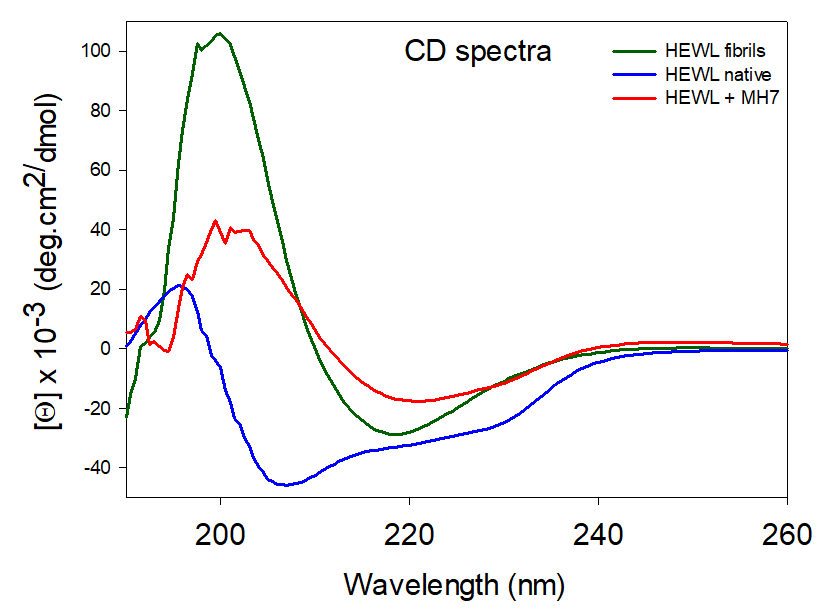 CD spectra
HEWL fibrils
HEWL native
HEWL + MH7
[Θ] x 10-3 (deg.cm2/dmol)
100
80
60
40
20
0
-20
-40
200 220 240 260
Wavelength (nm)